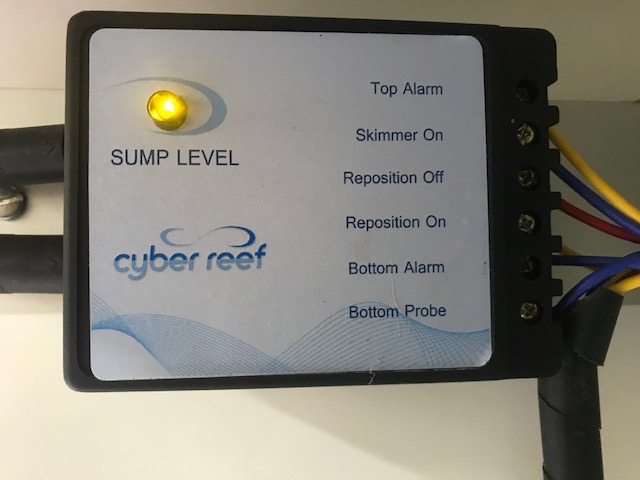 SUMP LEVEL
cyber reef
Top Alarm
Skimmer On
Reposition Off
Reposition On
Bottom Alarm
Bottom Probe